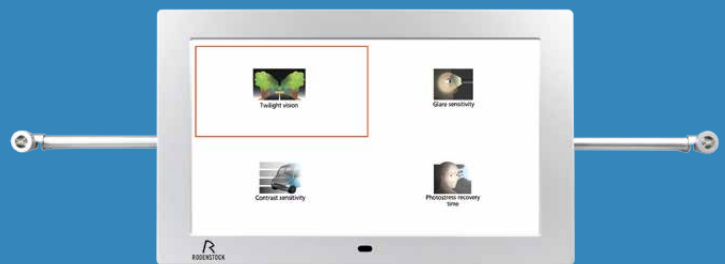 Twilight vision
Glare sensitivity
Contrast sensitivity
Photostress recovery
time
R
RODENSTOCK